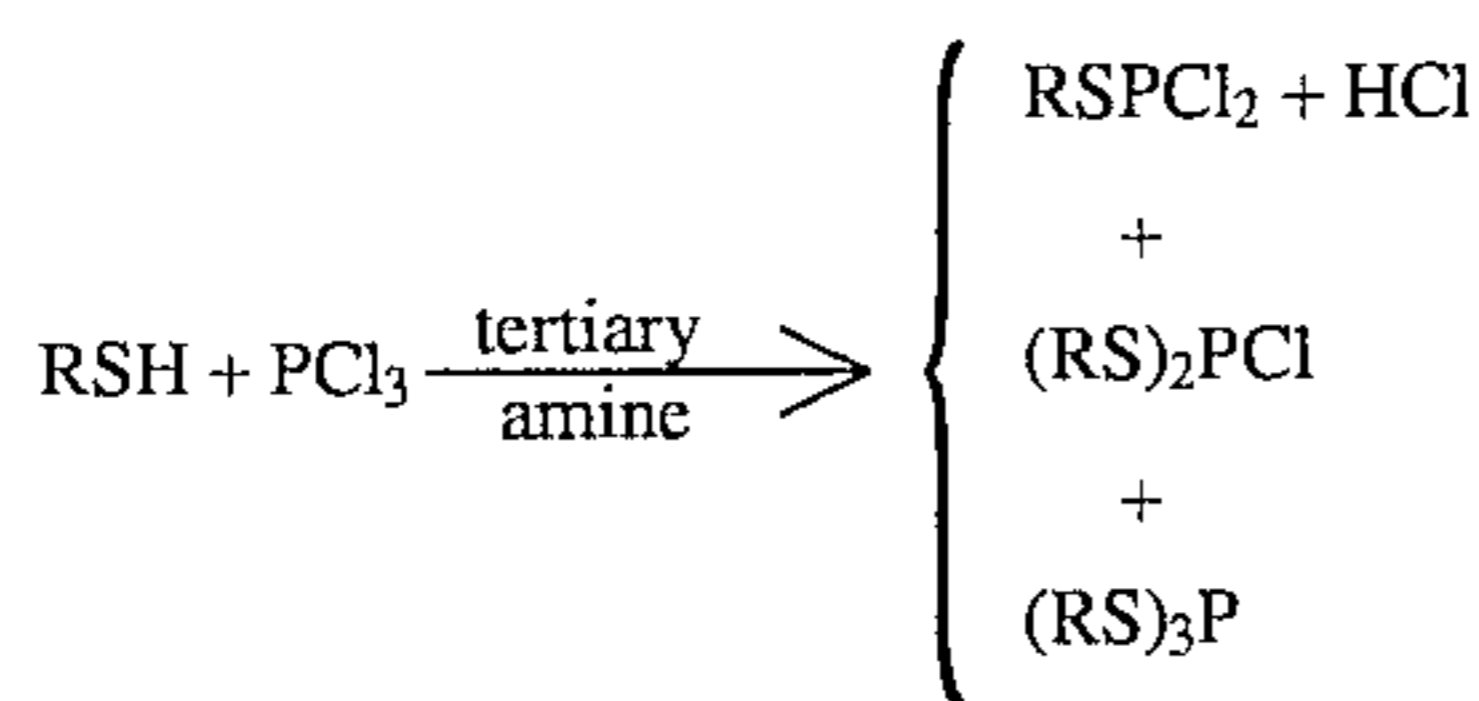 RSPCl₂ + HCl
+
(RS)₂PCl
RSH + PCl₃
tertiary
amine
+
(RS)₃P